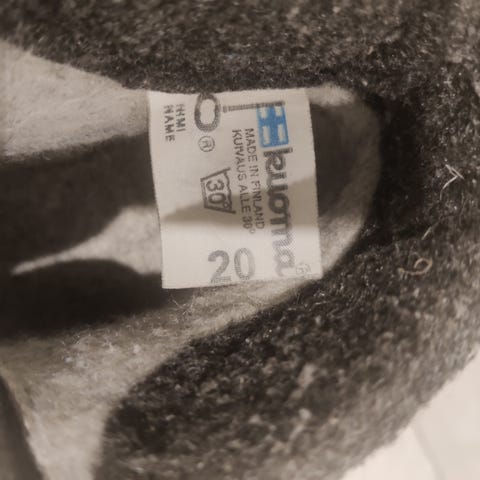 kuoma®
MADE IN FINLAND
KUIVAUS ALLE 30°
30°
20
®
NIMI
NAME